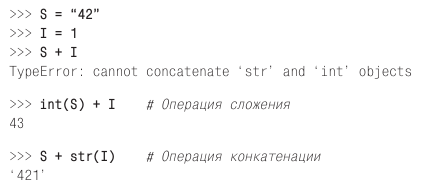 >>> S = “42”
>>> I = 1
>>> S + I
TypeError: cannot concatenate ‘str’ and ‘int’ objects
>>> int(S) + I # Операция сложения
43
>>> S + str(I) # Операция конкатенации
‘421’